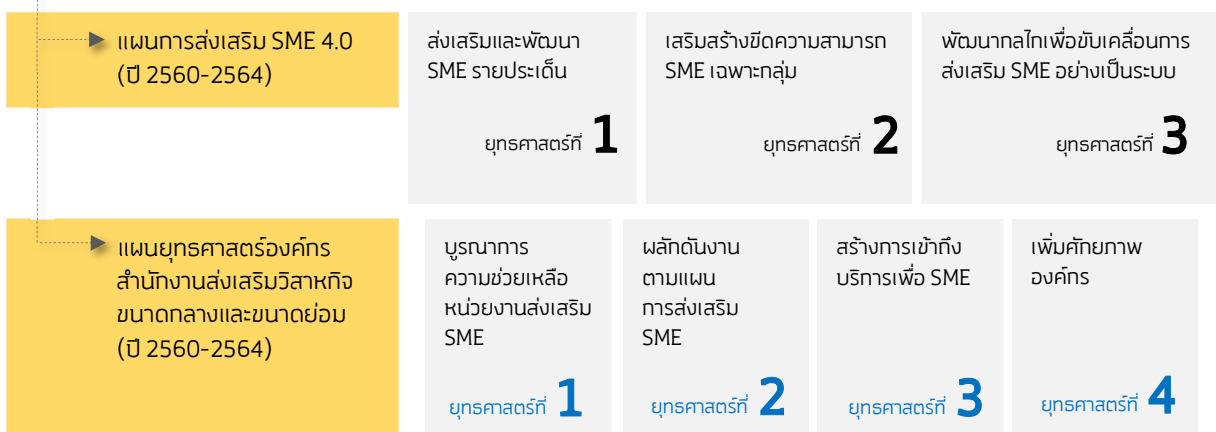 แผนการส่งเสริม SME 4.0
(ปี 2560-2564)
ส่งเสริมและพัฒนา
SME รายประเด็น
ยุทธศาสตร์ที่ 1
เสริมสร้างขีดความสามารถ
SME เฉพาะกลุ่ม
ยุทธศาสตร์ที่ 2
พัฒนากลไกเพื่อขับเคลื่อนการ
ส่งเสริม SME อย่างเป็นระบบ
ยุทธศาสตร์ที่ 3
แผนยุทธศาสตร์องค์กร
สำนักงานส่งเสริมวิสาหกิจ
ขนาดกลางและขนาดย่อม
(ปี 2560-2564)
บูรณาการ
ความช่วยเหลือ
หน่วยงานส่งเสริม
SME
ยุทธศาสตร์ที่ 1
ผลักดันงาน
ตามแผน
การส่งเสริม
SME
ยุทธศาสตร์ที่ 2
สร้างการเข้าถึง
บริการเพื่อ SME
ยุทธศาสตร์ที่ 3
เพิ่มศักยภาพ
องค์กร
ยุทธศาสตร์ที่ 4